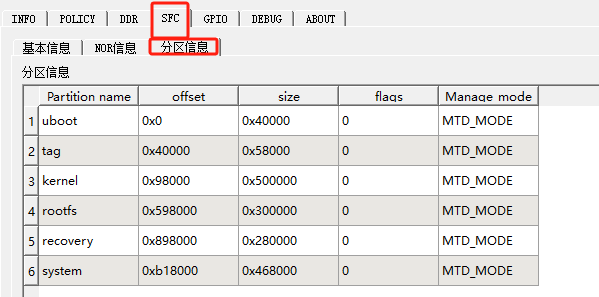 INFO POLICY DDR SFC GPIO DEBUG ABOUT
基本信息 NOR信息 分区信息
分区信息
Partition name offset size flags Manage mode
1 uboot 0x0 0x40000 0 MTD_MODE
2 tag 0x40000 0x58000 0 MTD_MODE
3 kernel 0x98000 0x500000 0 MTD_MODE
4 rootfs 0x598000 0x300000 0 MTD_MODE
5 recovery 0x898000 0x280000 0 MTD_MODE
6 system 0xb18000 0x468000 0 MTD_MODE